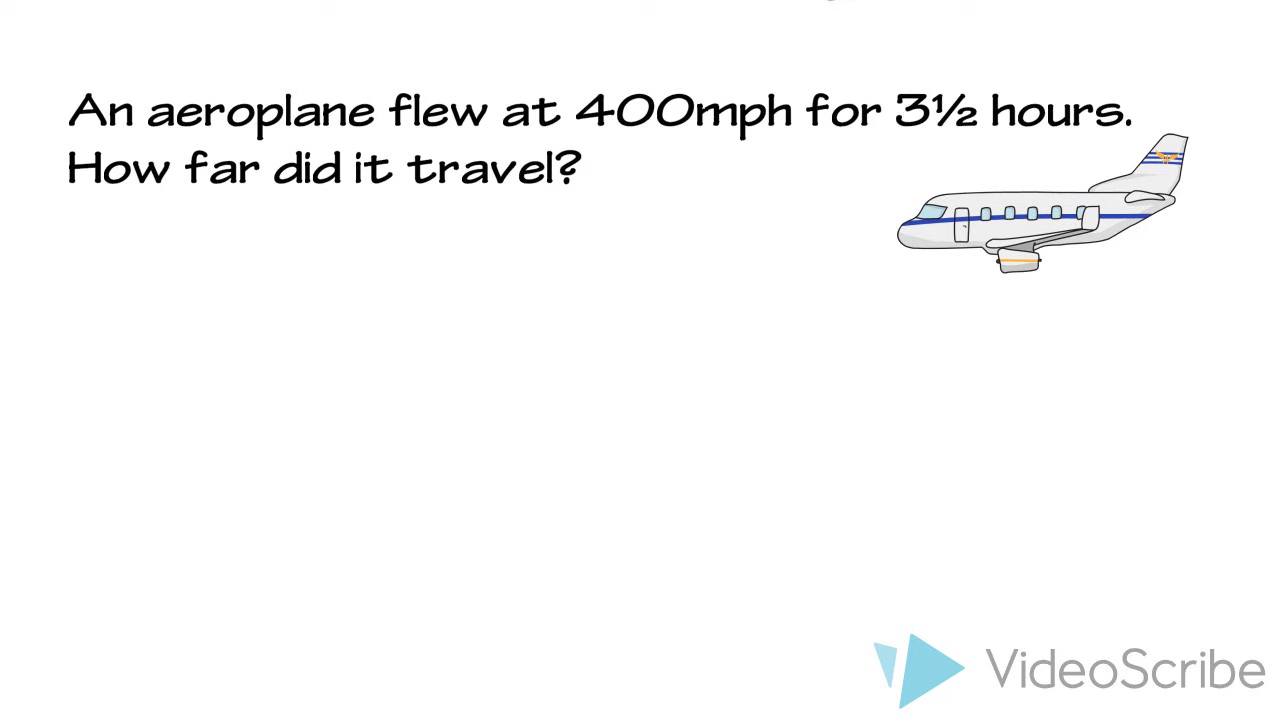 An aeroplane flew at 400mph for 3½ hours.
How far did it travel?
VideoScribe